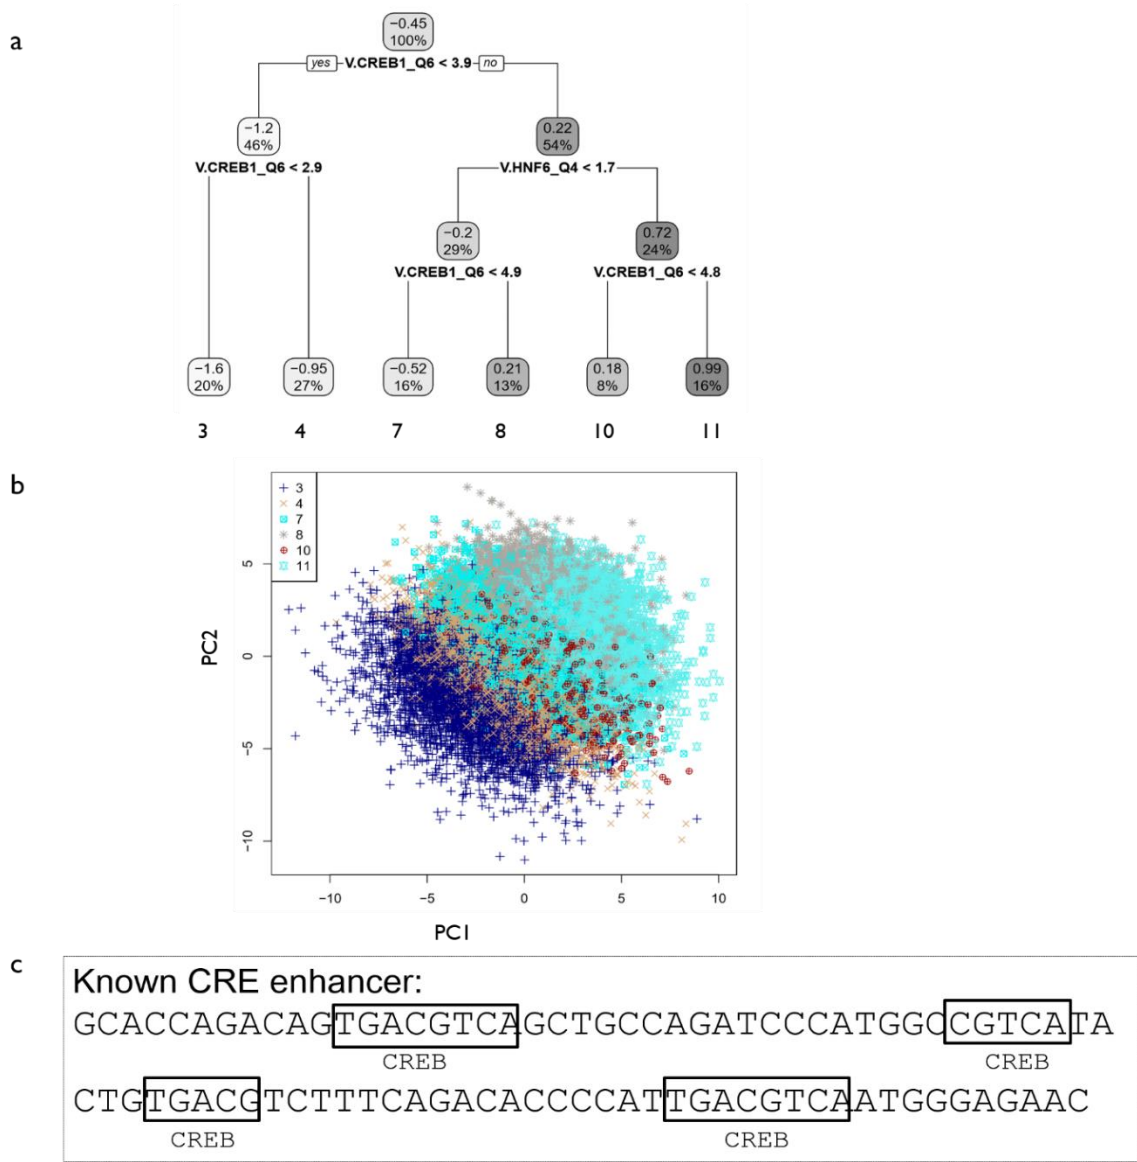 a
−0.45
100%
yes V.CREB1_Q6 < 3.9 no
−1.2
46%
V.CREB1_Q6 < 2.9
0.22
54%
V.HNF6_Q4 < 1.7
−0.2
29%
V.CREB1_Q6 < 4.9
0.72
24%
V.CREB1_Q6 < 4.8
−1.6
20%
−0.95
27%
−0.52
16%
0.21
13%
0.18
8%
0.99
16%
3 4 7 8 10 11
b
3
4
7
8
10
11
5
0
−5
−10
PC2
−10 −5 0 5 10
PC1
c
Known CRE enhancer:
GCACCAGACAGTGACGTCAGCTGCCAGATCCCATGGCCGTCATA
CREB CREB
CTGTGACGTCTTTCAGACACCCCATTGACGTCAATGGGAGAAC
CREB CREB